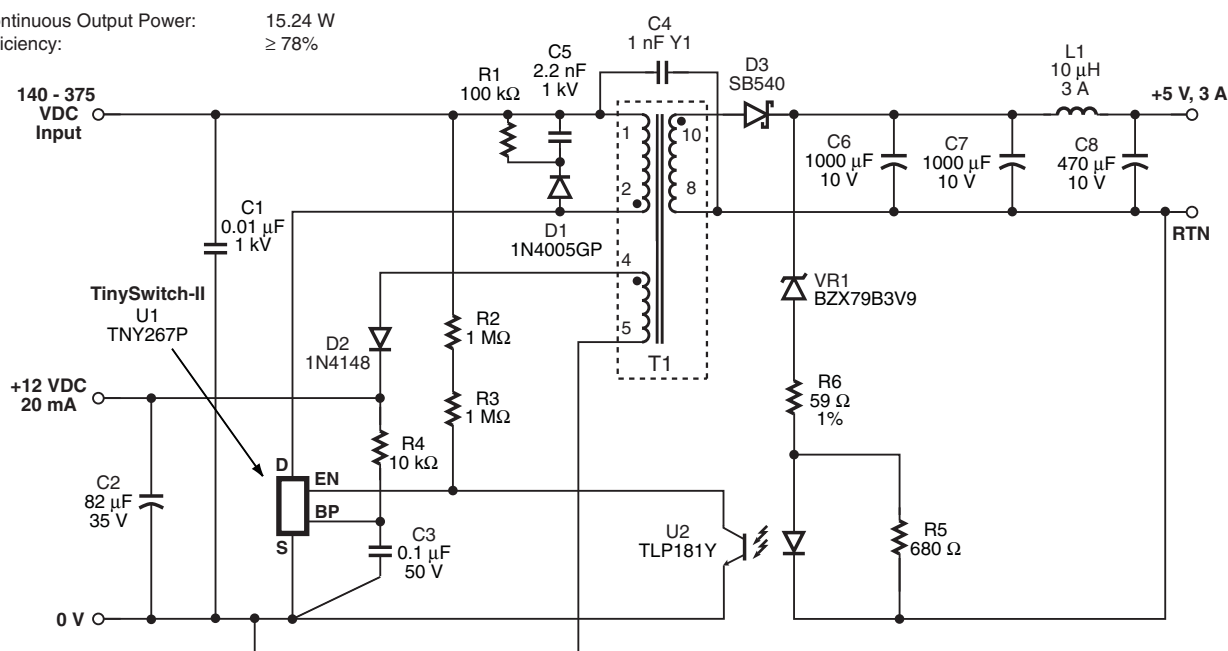 ontinuous Output Power: 15.24 W
iciency: ≥ 78%
C4
1 nF Y1
C5
2.2 nF
1 kV
R1
100 kΩ
D3
SB540
L1
10 µH
3 A
+5 V, 3 A
140 - 375
VDC
Input
1
10
2
8
C6
1000 µF
10 V
C7
1000 µF
10 V
C8
470 µF
10 V
RTN
C1
0.01 µF
1 kV
D1
1N4005GP
4
5
T1
TinySwitch-II
U1
TNY267P
D2
1N4148
R2
1 MΩ
VR1
BZX79B3V9
+12 VDC
20 mA
R3
1 MΩ
R6
59 Ω
1%
R4
10 kΩ
D
EN
BP
S
C2
82 µF
35 V
C3
0.1 µF
50 V
U2
TLP181Y
R5
680 Ω
0 V